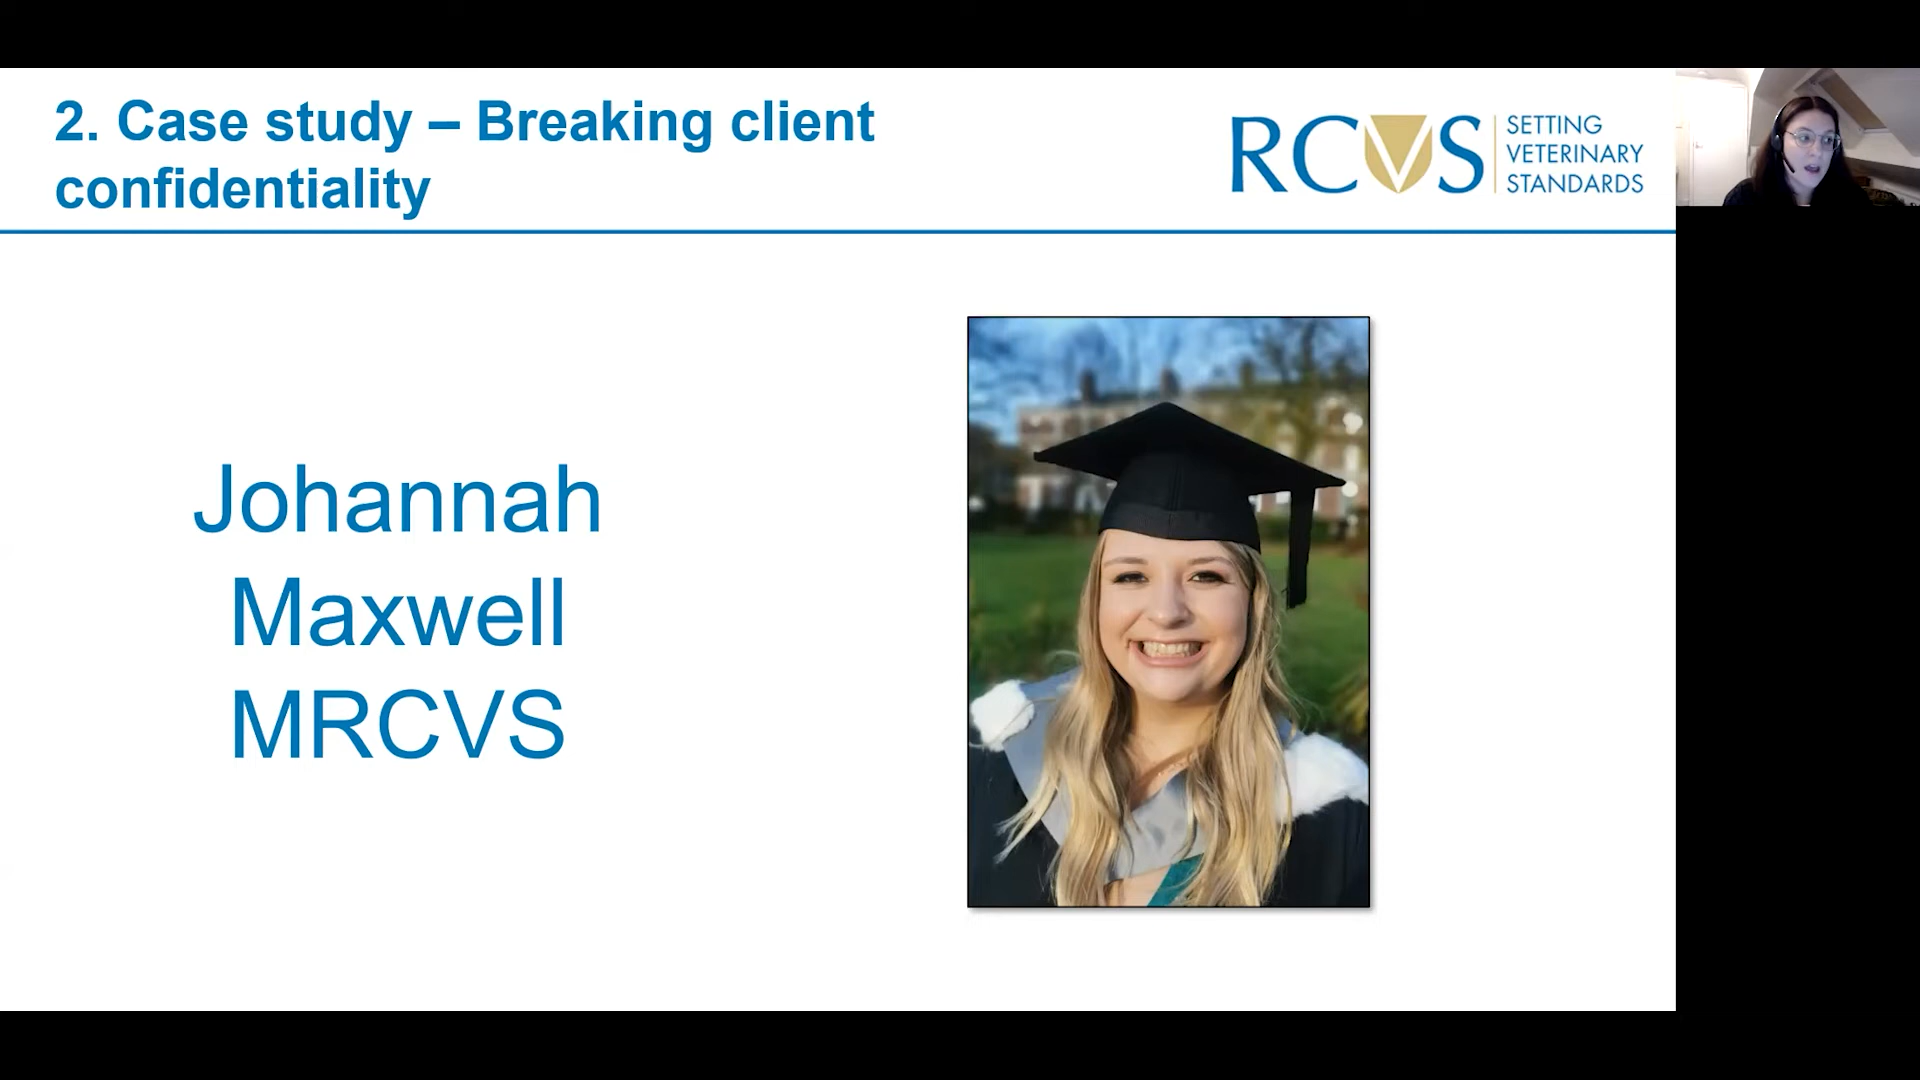 2. Case study – Breaking client
confidentiality
RCVS
SETTING
VETERINARY
STANDARDS
Johannah
Maxwell
MRCVS